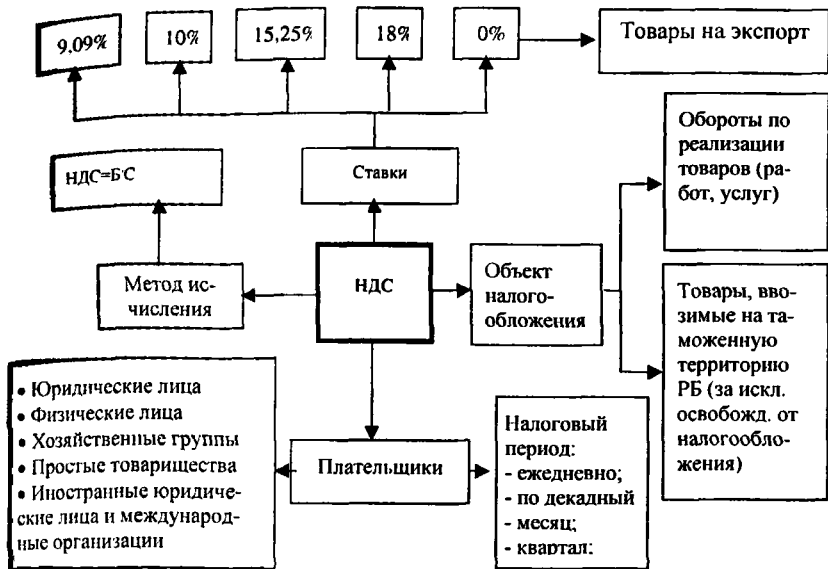 9,09%
10%
15,25%
18%
0%
Товары на экспорт
НДС=Б'С
Ставки
Обороты по
реализации
товаров (ра-
бот, услуг)
Метод ис-
числения
НДС
Объект
налого-
обложения
Товары, вво-
зимые на та-
моженную
территорию
РБ (за искл.
освобожд. от
налогообло-
жения)
• Юридические лица
• Физические лица
• Хозяйственные группы
• Простые товарищества
• Иностранные юридиче-
ские лица и международ-
ные организации
Плательщики
Налоговый
период:
- ежедневно;
- по декадный
- месяц;
- квартал;